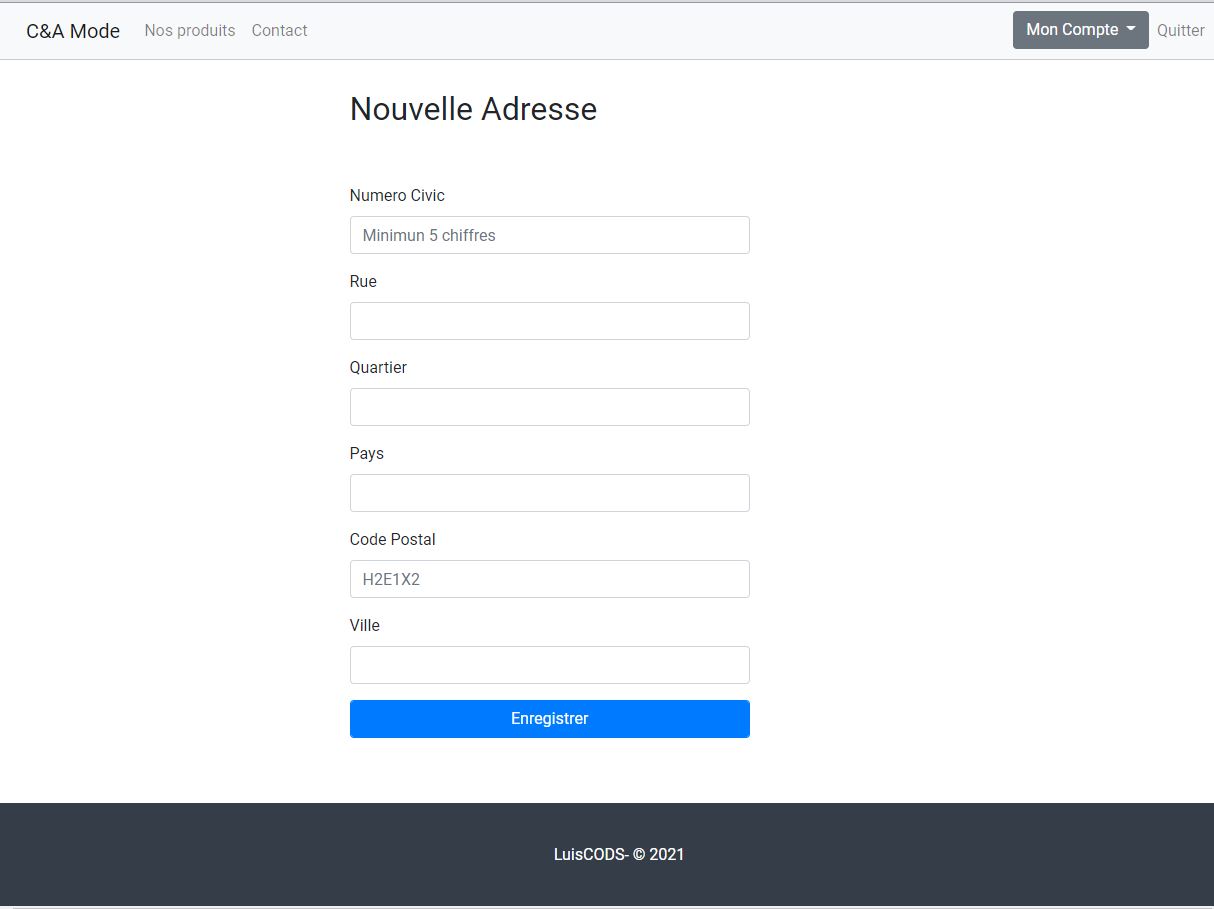 C&A Mode Nos produits Contact Mon Compte Quitter
Nouvelle Adresse
Numero Civic
Minimun 5 chiffres
Rue
Quartier
Pays
Code Postal
H2E1X2
Ville
Enregistrer
LuisCODS- © 2021